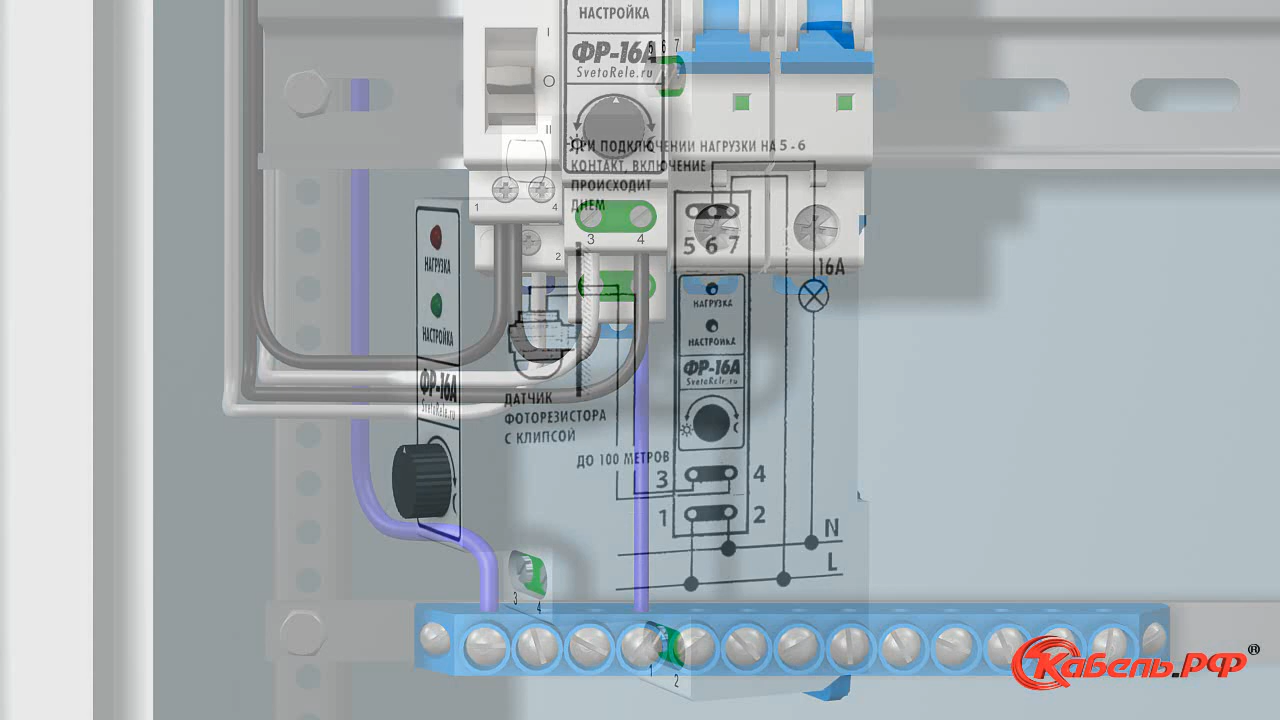 НАСТРОЙКА
ФР-16А
SvetoRele.ru
5 6 7
I
O
II
ПРИ ПОДКЛЮЧЕНИИ НАГРУЗКИ НА 5 - 6
КОНТАКТ, ВКЛЮЧЕНИЕ
ПРОИСХОДИТ
ДНЕМ
1 4
3 4
2
5 6 7
16А
НАГРУЗКА
НАСТРОЙКА
ФР-16А
SvetoRele.ru
НАГРУЗКА
НАСТРОЙКА
ФР-16А
SvetoRele.ru
ДАТЧИК
ФОТОРЕЗИСТОРА
С КЛИПСОЙ
ДО 100 МЕТРОВ
3 4
1 2
N
L
3 4
1 2
Кабель.РФ®